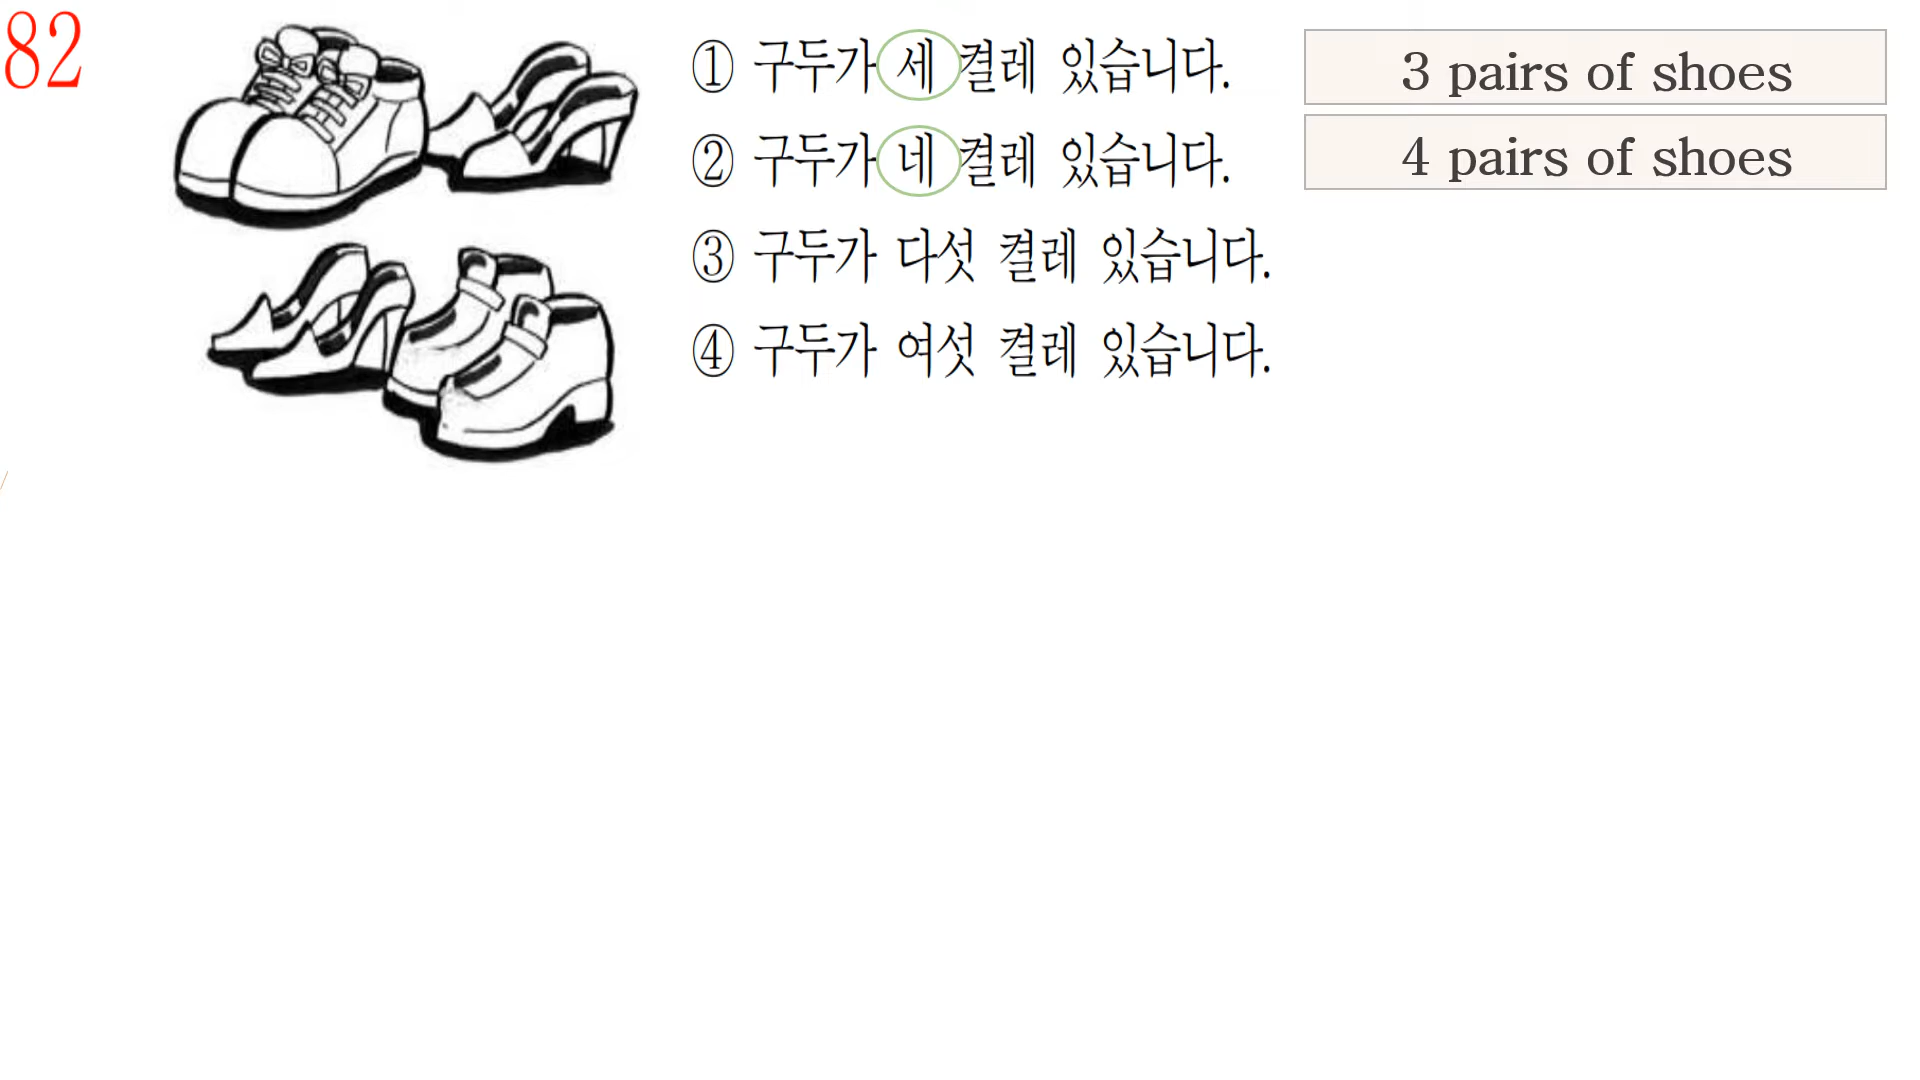 82
① 구두가 세 켤레 있습니다.
3 pairs of shoes
② 구두가 네 켤레 있습니다.
4 pairs of shoes
③ 구두가 다섯 켤레 있습니다.
④ 구두가 여섯 켤레 있습니다.